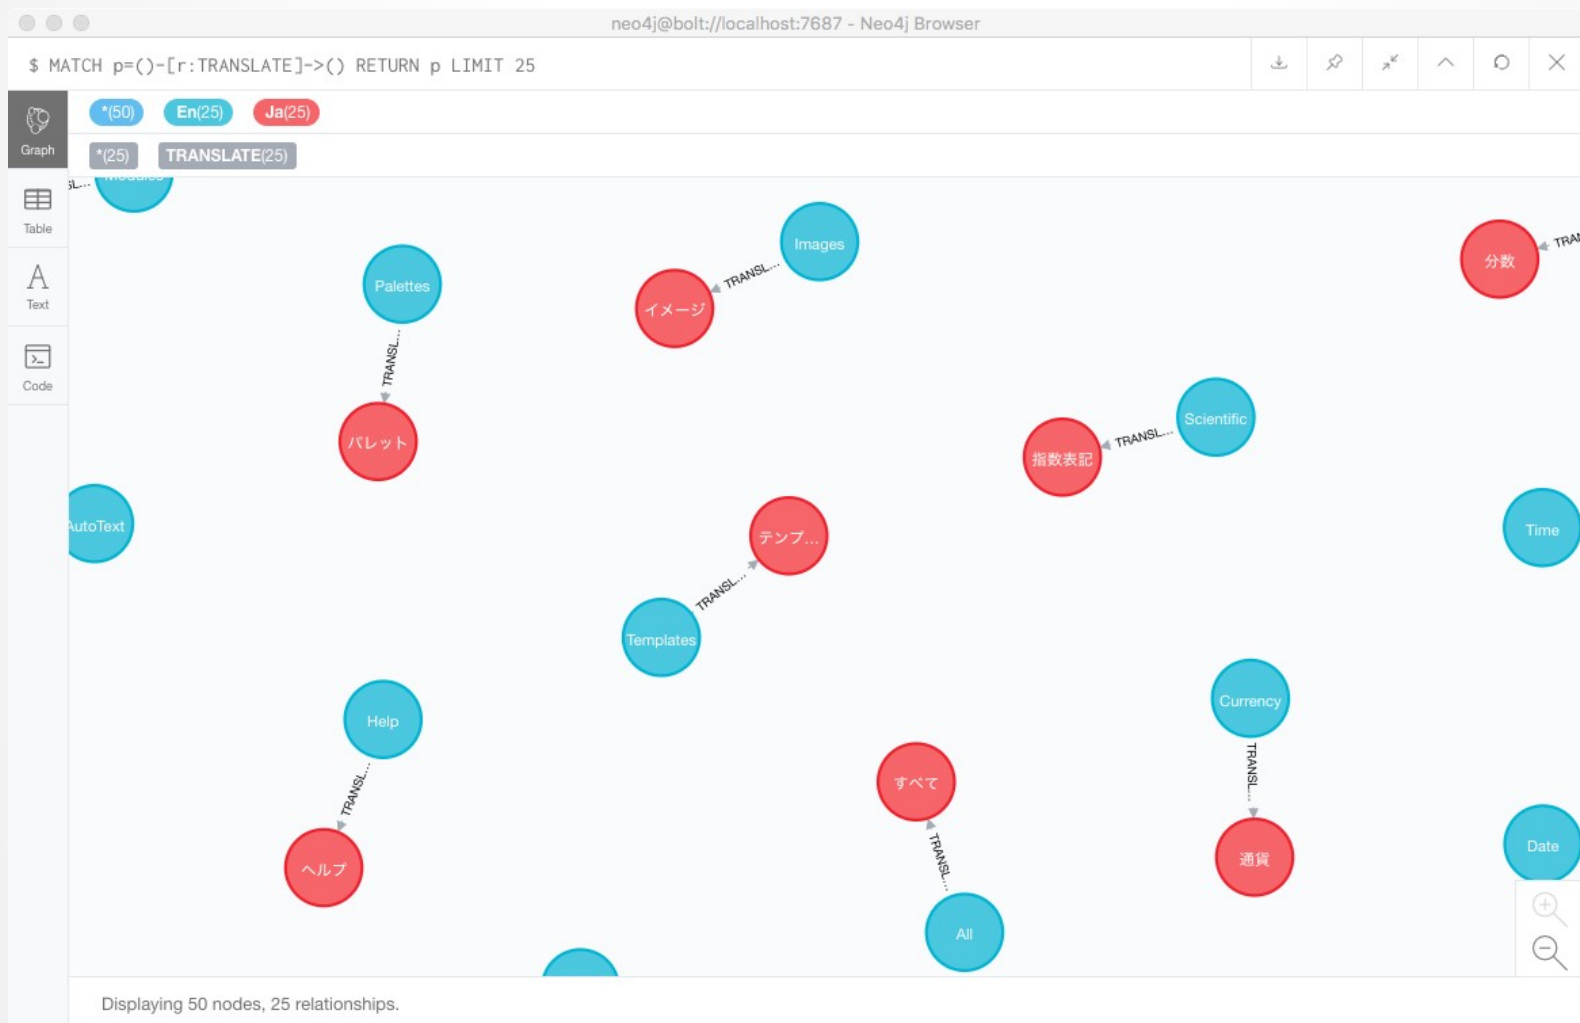 neo4j@bolt://localhost:7687 - Neo4j Browser
$ MATCH p=()-[r:TRANSLATE]->() RETURN p LIMIT 25
*(50) En(25) Ja(25)
*(25) TRANSLATE(25)
Graph
Table
Text
Code
Modules
Images
TRANSL...
イメージ
Palettes
TRANSL...
パレット
分数
Scientific
TRANSL...
指数表記
AutoText
テンプ...
TRANSL...
Templates
Time
Help
TRANSL...
ヘルプ
Currency
TRANSL...
通貨
すべて
TRANSL...
All
Date
Displaying 50 nodes, 25 relationships.